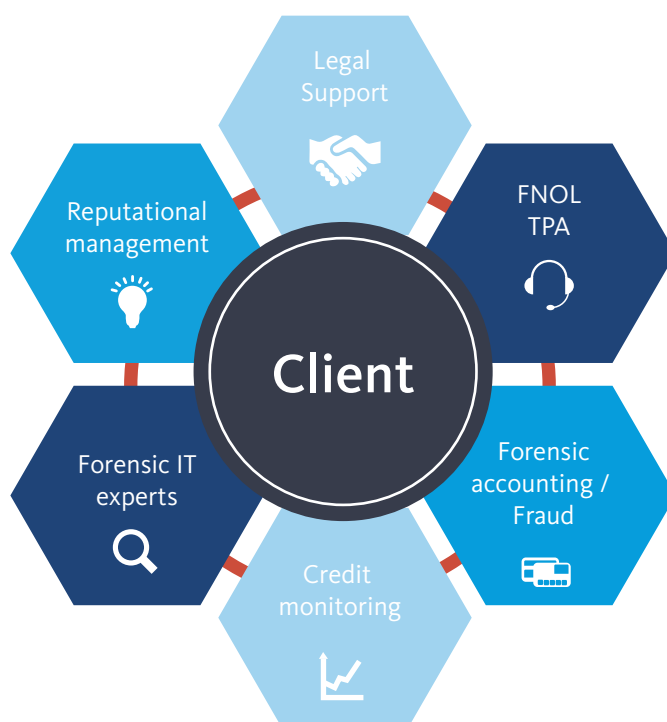 Legal
Support
FNOL
TPA
Reputational
management
Client
Forensic
accounting /
Fraud
Forensic IT
experts
Credit
monitoring